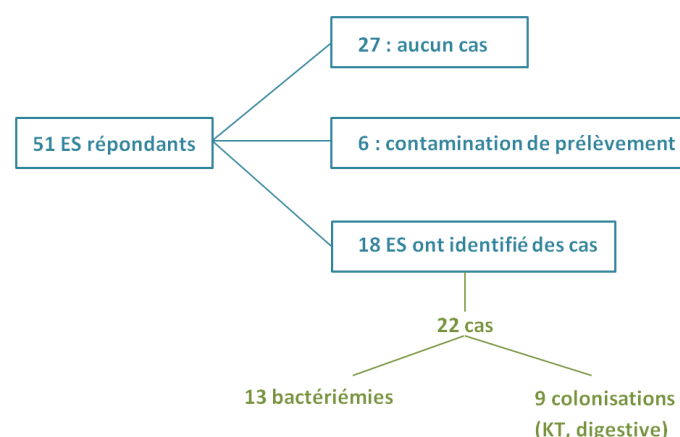 27 : aucun cas
51 ES répondants
6 : contamination de prélèvement
18 ES ont identifié des cas
22 cas
13 bactériémies
9 colonisations
(KT, digestive)